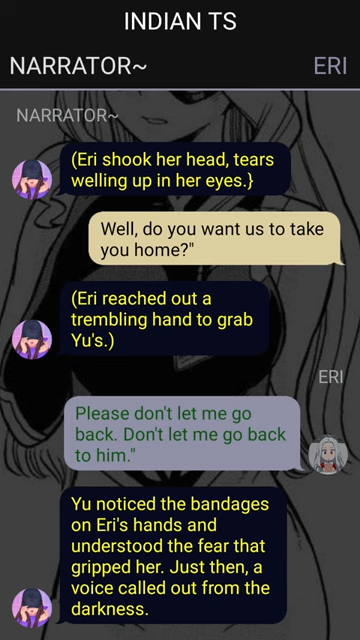 INDIAN TS
NARRATOR~ ERI
NARRATOR~
(Eri shook her head, tears
welling up in her eyes.}
Well, do you want us to take
you home?"
(Eri reached out a
trembling hand to grab
Yu's.)
ERI
Please don't let me go
back. Don't let me go back
to him."
Yu noticed the bandages
on Eri's hands and
understood the fear that
gripped her. Just then, a
voice called out from the
darkness.